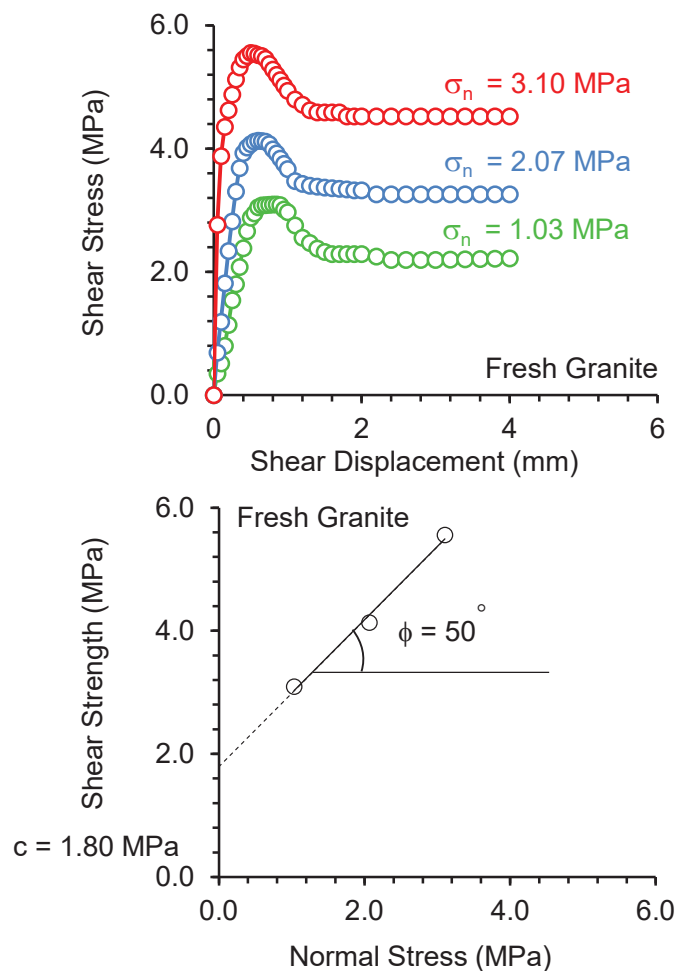 6.0
σn = 3.10 MPa
4.0
σn = 2.07 MPa
σn = 1.03 MPa
2.0
Fresh Granite
0.0
0 2 4 6
Shear Displacement (mm)
Shear Stress (MPa)
6.0
Fresh Granite
4.0
ϕ = 50°
2.0
c = 1.80 MPa
0.0
0.0 2.0 4.0 6.0
Normal Stress (MPa)
Shear Strength (MPa)